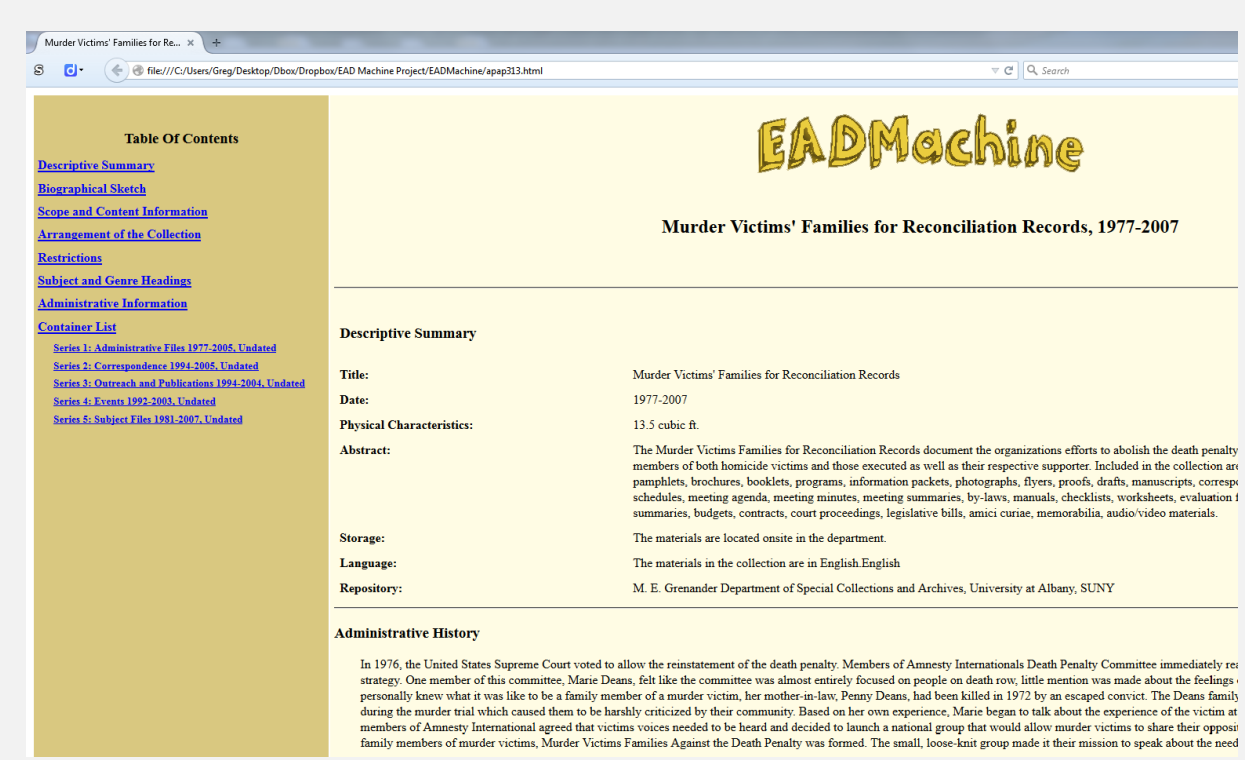 Murder Victims' Families for Re... × +
file:///C:/Users/Greg/Desktop/Dbox/Dropbox/EAD Machine Project/EADMachine/apap313.html
Search
Table Of Contents
Descriptive Summary
Biographical Sketch
Scope and Content Information
Arrangement of the Collection
Restrictions
Subject and Genre Headings
Administrative Information
Container List
Series 1: Administrative Files 1977-2005, Undated
Series 2: Correspondence 1994-2005, Undated
Series 3: Outreach and Publications 1994-2004, Undated
Series 4: Events 1992-2003, Undated
Series 5: Subject Files 1981-2007, Undated
EADMachine
Murder Victims' Families for Reconciliation Records, 1977-2007
Descriptive Summary
Title: Murder Victims' Families for Reconciliation Records
Date: 1977-2007
Physical Characteristics: 13.5 cubic ft.
Abstract: The Murder Victims Families for Reconciliation Records document the organizations efforts to abolish the death penalty
members of both homicide victims and those executed as well as their respective supporter. Included in the collection are
pamphlets, brochures, booklets, programs, information packets, photographs, flyers, proofs, drafts, manuscripts,
schedules, meeting agenda, meeting minutes, meeting summaries, by-laws, manuals, checklists, worksheets, evaluation
summaries, budgets, contracts, court proceedings, legislative bills, amici curiae, memorabilia, audio/video materials.
Storage: The materials are located onsite in the department.
Language: The materials in the collection are in English.English
Repository: M. E. Grenander Department of Special Collections and Archives, University at Albany, SUNY
Administrative History
In 1976, the United States Supreme Court voted to allow the reinstatement of the death penalty. Members of Amnesty Internationals Death Penalty Committee immediately
strategy. One member of this committee, Marie Deans, felt like the committee was almost entirely focused on people on death row, little mention was made about the feelings
personally knew what it was like to be a family member of a murder victim, her mother-in-law, Penny Deans, had been killed in 1972 by an escaped convict. The Deans family
during the murder trial which caused them to be harshly criticized by their community. Based on her own experience, Marie began to talk about the experience of the victim at
members of Amnesty International agreed that victims voices needed to be heard and decided to launch a national group that would allow murder victims to share their
family members of murder victims, Murder Victims Families Against the Death Penalty was formed. The small, loose-knit group made it their mission to speak about the need